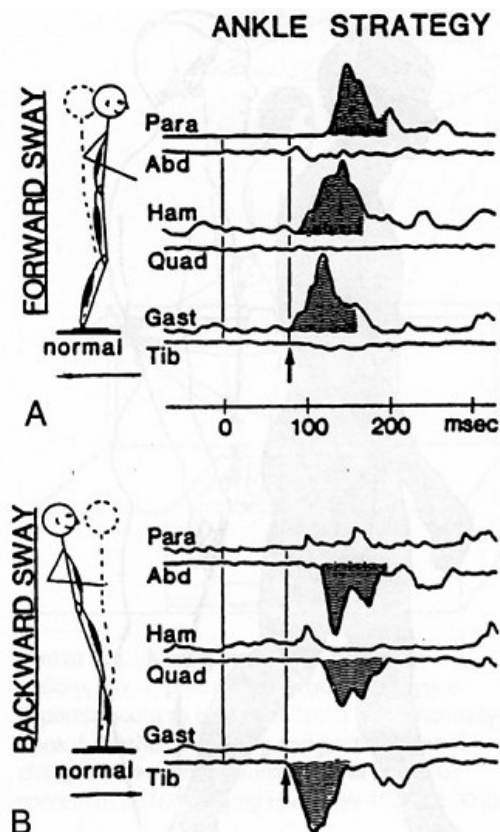 ANKLE STRATEGY
FORWARD SWAY
Para
Abd
Ham
Quad
Gast
Tib
normal
A
0 100 200 msec
BACKWARD SWAY
Para
Abd
Ham
Quad
Gast
Tib
normal
B